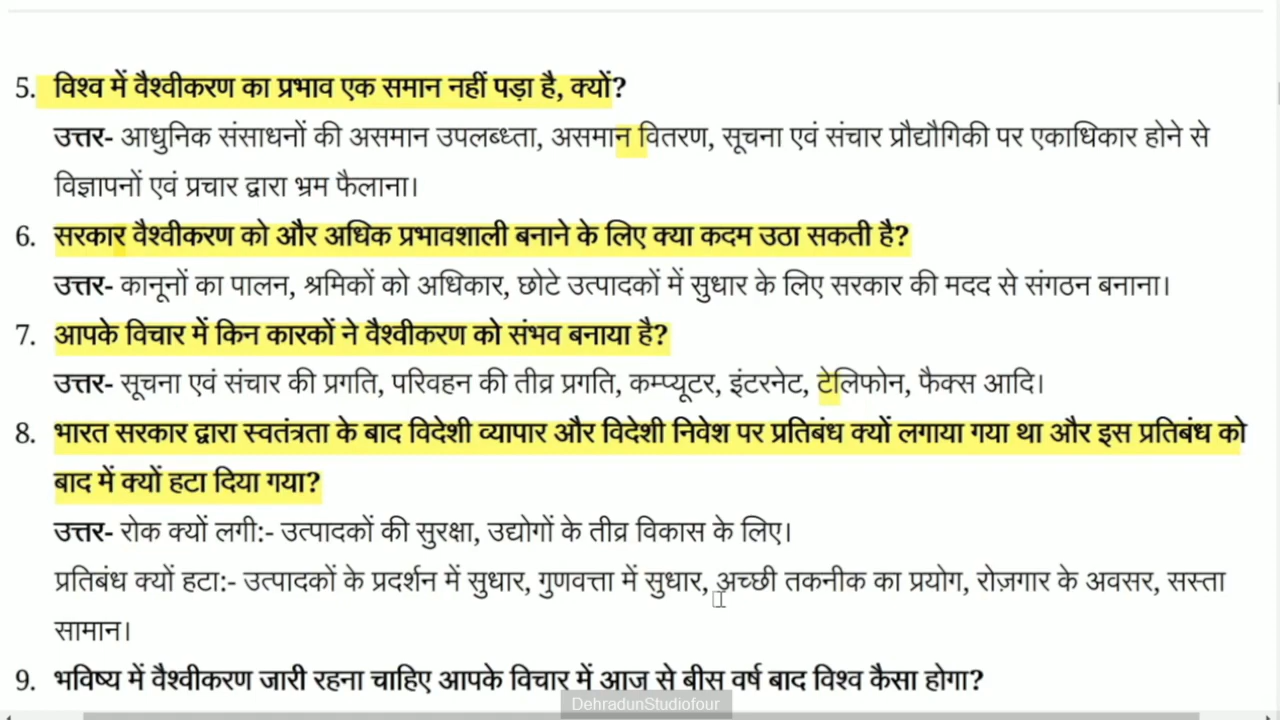 5. विश्व में वैश्वीकरण का प्रभाव एक समान नहीं पड़ा है, क्यों?
उत्तर- आधुनिक संसाधनों की असमान उपलब्ध्ता, असमान वितरण, सूचना एवं संचार प्रौद्यौगिकी पर एकाधिकार होने से
विज्ञापनों एवं प्रचार द्वारा भ्रम फैलाना।
6. सरकार वैश्वीकरण को और अधिक प्रभावशाली बनाने के लिए क्या कदम उठा सकती है?
उत्तर- कानूनों का पालन, श्रमिकों को अधिकार, छोटे उत्पादकों में सुधार के लिए सरकार की मदद से संगठन बनाना।
7. आपके विचार में किन कारकों ने वैश्वीकरण को संभव बनाया है?
उत्तर- सूचना एवं संचार की प्रगति, परिवहन की तीव्र प्रगति, कम्प्यूटर, इंटरनेट, टेलिफोन, फैक्स आदि।
8. भारत सरकार द्वारा स्वतंत्रता के बाद विदेशी व्यापार और विदेशी निवेश पर प्रतिबंध क्यों लगाया गया था और इस प्रतिबंध को
बाद में क्यों हटा दिया गया?
उत्तर- रोक क्यों लगी:- उत्पादकों की सुरक्षा, उद्योगों के तीव्र विकास के लिए।
प्रतिबंध क्यों हटा:- उत्पादकों के प्रदर्शन में सुधार, गुणवत्ता में सुधार, अच्छी तकनीक का प्रयोग, रोज़गार के अवसर, सस्ता
सामान।
9. भविष्य में वैश्वीकरण जारी रहना चाहिए आपके विचार में आज से बीस वर्ष बाद विश्व कैसा होगा?
DehradunStudiofour